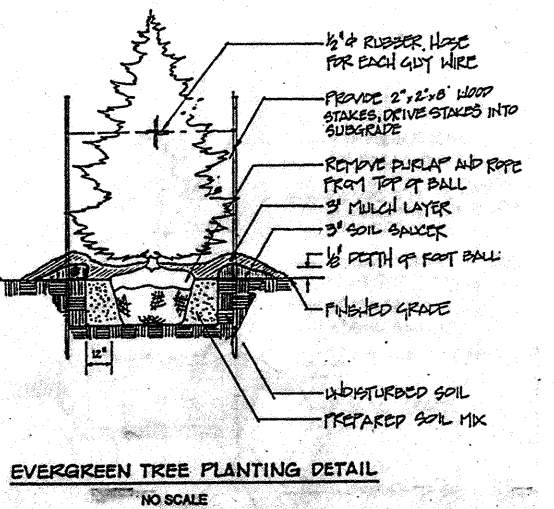 1/2" φ RUBBER HOSE
FOR EACH GUY WIRE
PROVIDE 2"x2"x8' WOOD
STAKES, DRIVE STAKES INTO
SUBGRADE
REMOVE BURLAP AND ROPE
FROM TOP OF BALL
3" MULCH LAYER
3" SOIL SAUCER
1/8 DEPTH OF ROOT BALL
FINISHED GRADE
12"
UNDISTURBED SOIL
PREPARED SOIL MIX
EVERGREEN TREE PLANTING DETAIL
NO SCALE